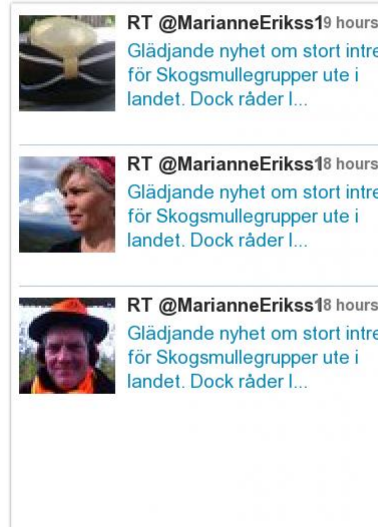 RT @MarianneErikss19 hours
Glädjande nyhet om stort intre
för Skogsmullegrupper ute i
landet. Dock råder l...
RT @MarianneErikss18 hours
Glädjande nyhet om stort intre
för Skogsmullegrupper ute i
landet. Dock råder l...
RT @MarianneErikss18 hours
Glädjande nyhet om stort intre
för Skogsmullegrupper ute i
landet. Dock råder l...